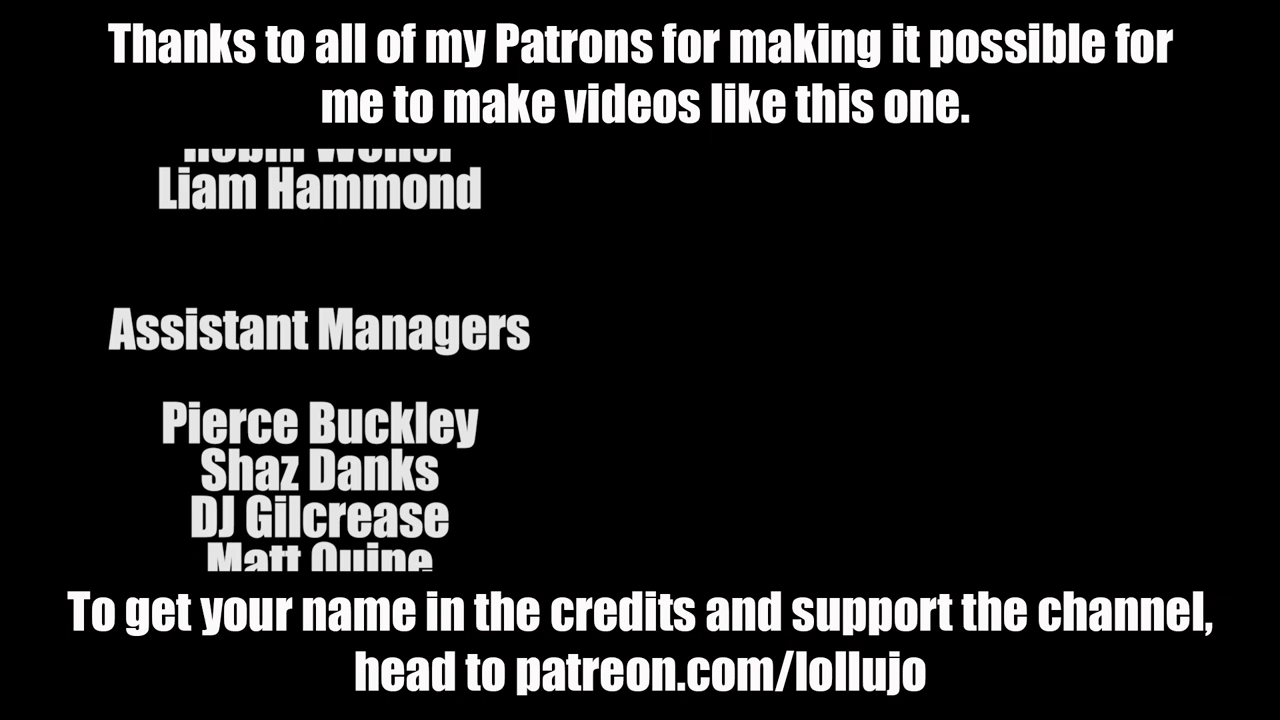 Thanks to all of my Patrons for making it possible for
me to make videos like this one.
Liam Hammond
Assistant Managers
Pierce Buckley
Shaz Danks
DJ Gilcrease
Matt Quine
To get your name in the credits and support the channel,
head to patreon.com/lollujo